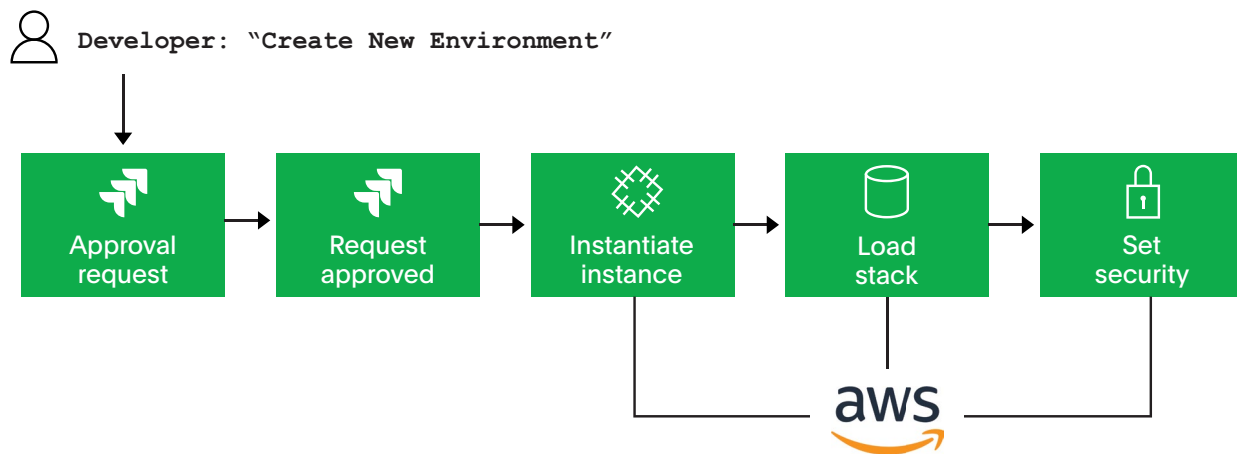 Developer: “Create New Environment”
Approval
request
Request
approved
Instantiate
instance
Load
stack
Set
security
aws